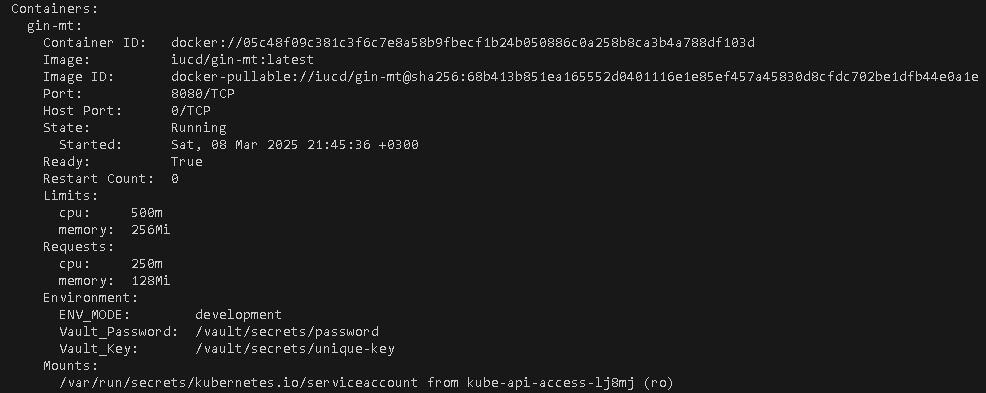 Containers:
gin-mt:
Container ID: docker://05c48f09c381c3f6c7e8a58b9fbecf1b24b050886c0a258b8ca3b4a788df103d
Image: iucd/gin-mt:latest
Image ID: docker-pullable://iucd/gin-mt@sha256:68b413b851ea165552d0401116e1e85ef457a45830d8cfdc702be1dfb44e0a1e
Port: 8080/TCP
Host Port: 0/TCP
State: Running
Started: Sat, 08 Mar 2025 21:45:36 +0300
Ready: True
Restart Count: 0
Limits:
cpu: 500m
memory: 256Mi
Requests:
cpu: 250m
memory: 128Mi
Environment:
ENV_MODE: development
Vault_Password: /vault/secrets/password
Vault_Key: /vault/secrets/unique-key
Mounts:
/var/run/secrets/kubernetes.io/serviceaccount from kube-api-access-lj8mj (ro)